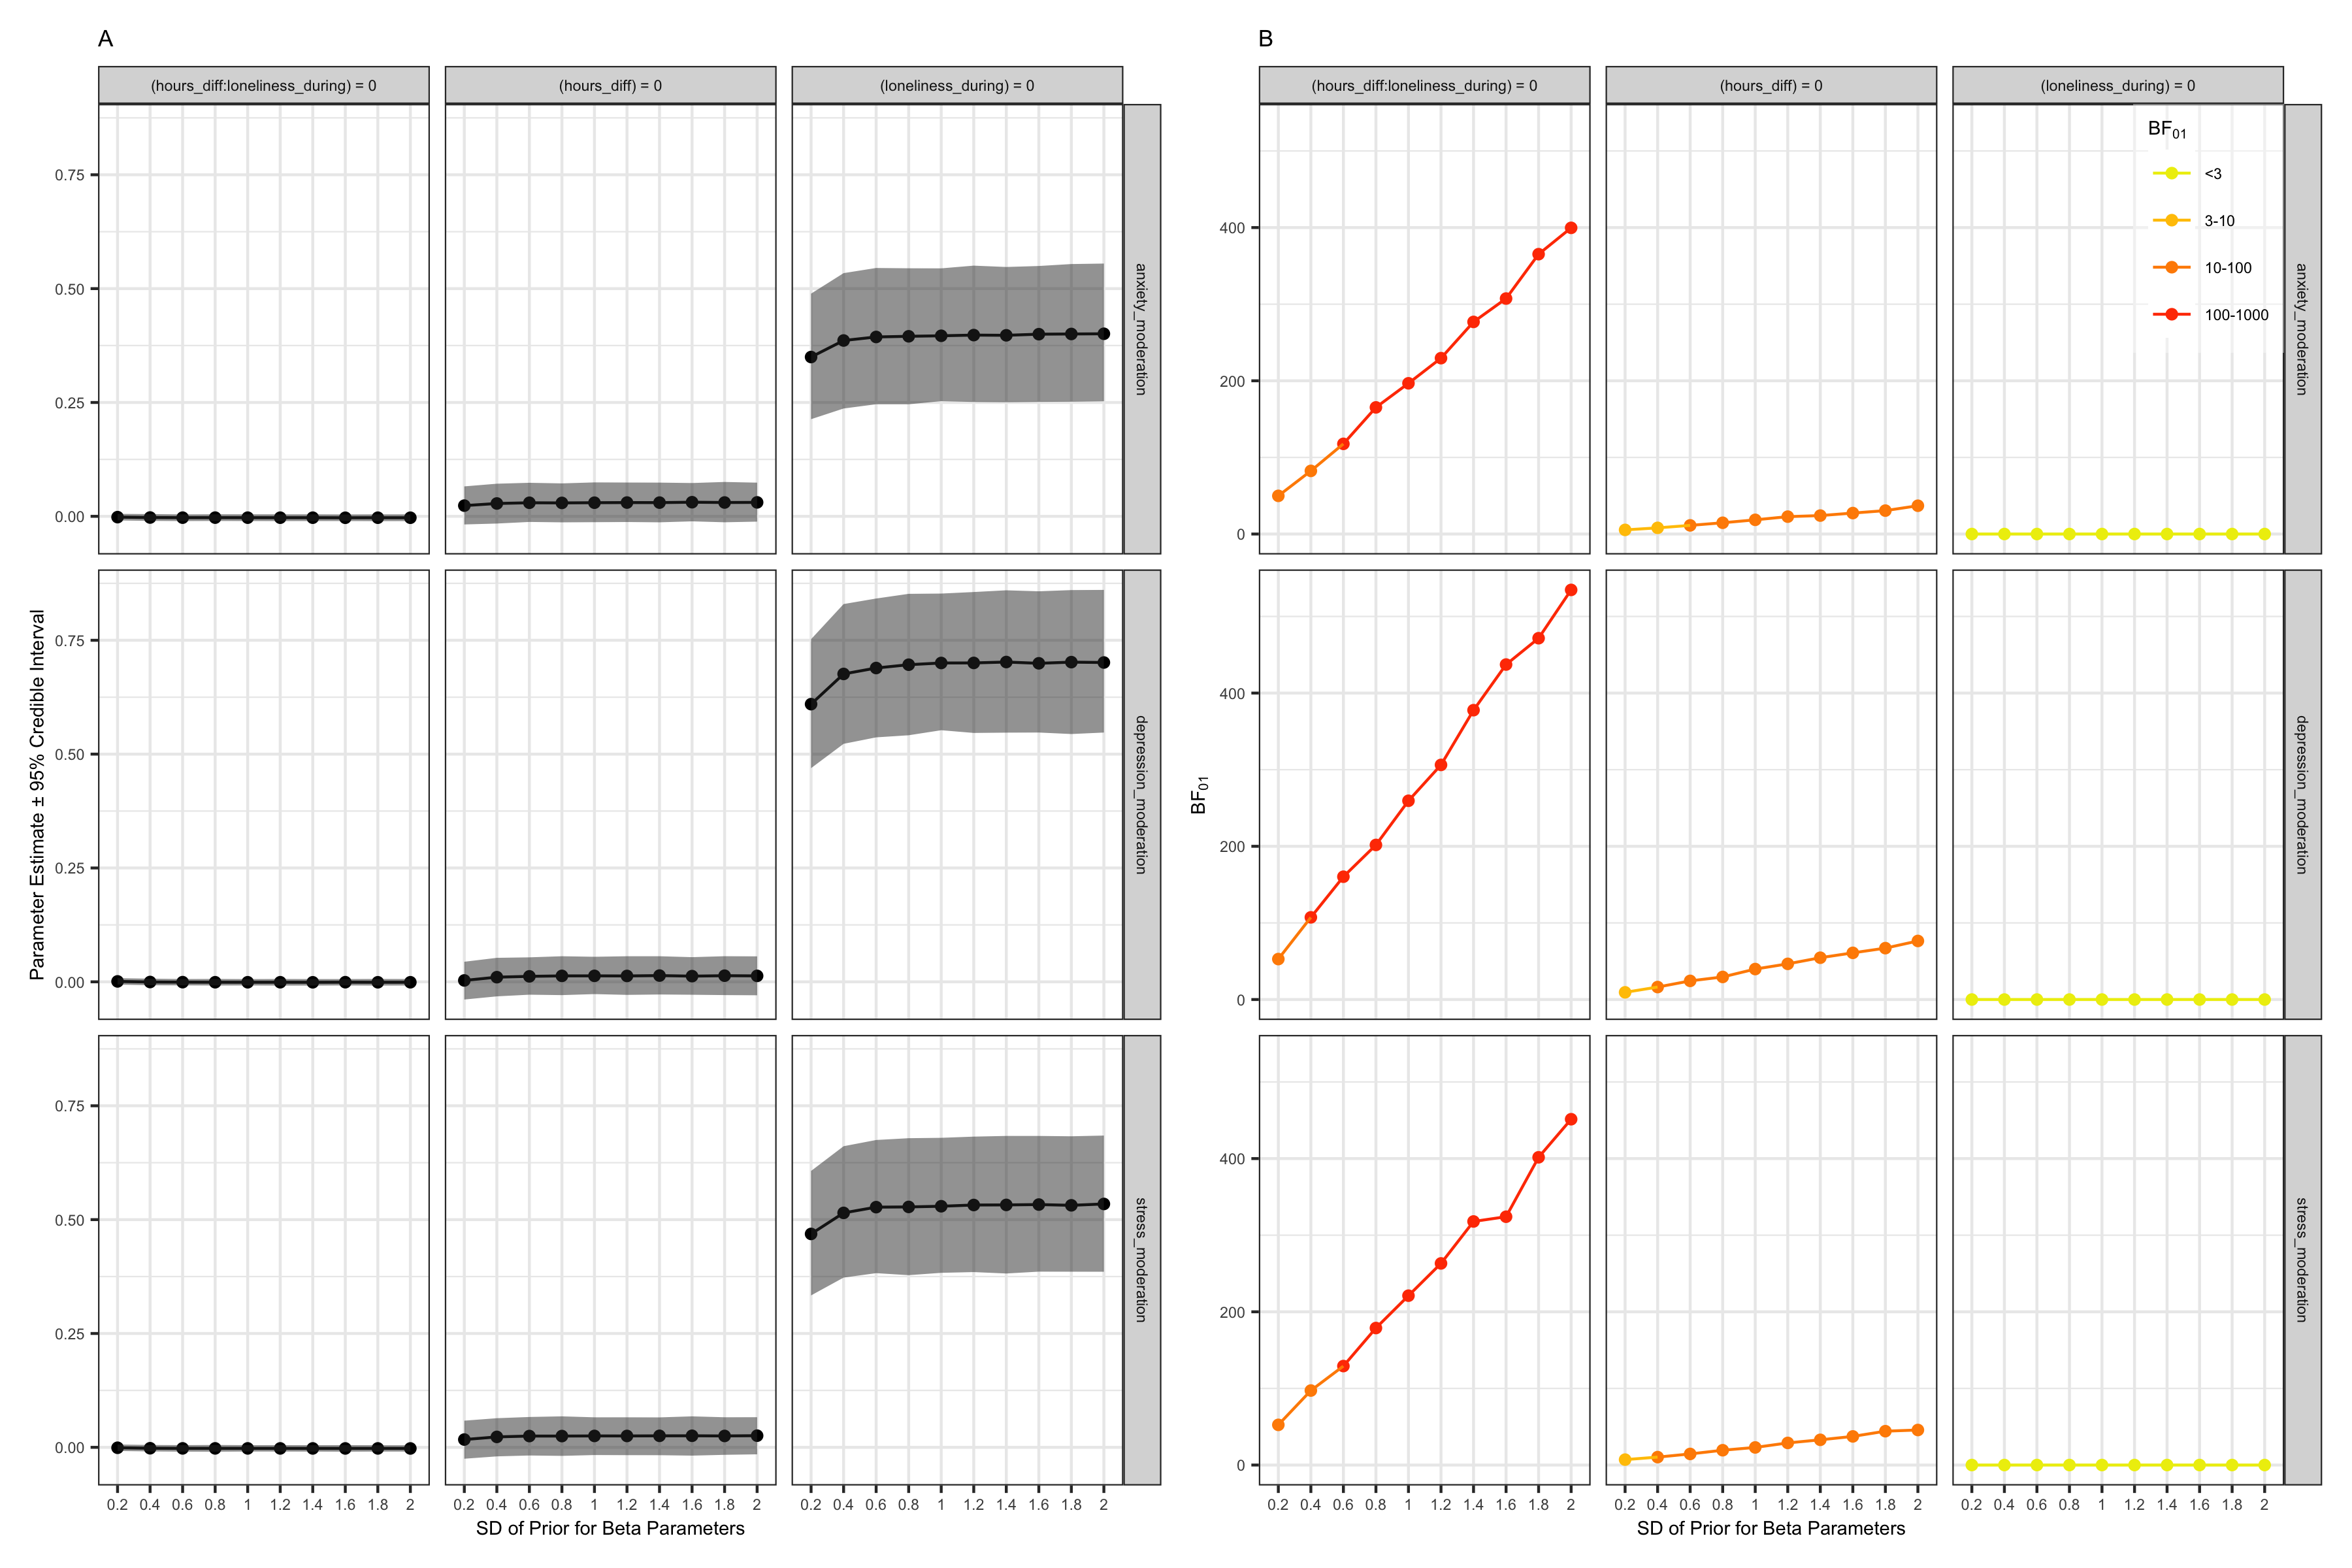 A
(hours_diff:loneliness_during) = 0
(hours_diff) = 0
(loneliness_during) = 0
0.75
0.50
0.25
0.00
anxiety_moderation
0.75
0.50
0.25
0.00
depression_moderation
0.75
0.50
0.25
0.00
stress_moderation
Parameter Estimate ± 95% Credible Interval
0.2 0.4 0.6 0.8 1 1.2 1.4 1.6 1.8 2
0.2 0.4 0.6 0.8 1 1.2 1.4 1.6 1.8 2
0.2 0.4 0.6 0.8 1 1.2 1.4 1.6 1.8 2
SD of Prior for Beta Parameters
B
(hours_diff:loneliness_during) = 0
(hours_diff) = 0
(loneliness_during) = 0
BF01
<3
3-10
10-100
100-1000
400
200
0
anxiety_moderation
400
200
0
depression_moderation
400
200
0
stress_moderation
BF01
0.2 0.4 0.6 0.8 1 1.2 1.4 1.6 1.8 2
0.2 0.4 0.6 0.8 1 1.2 1.4 1.6 1.8 2
0.2 0.4 0.6 0.8 1 1.2 1.4 1.6 1.8 2
SD of Prior for Beta Parameters